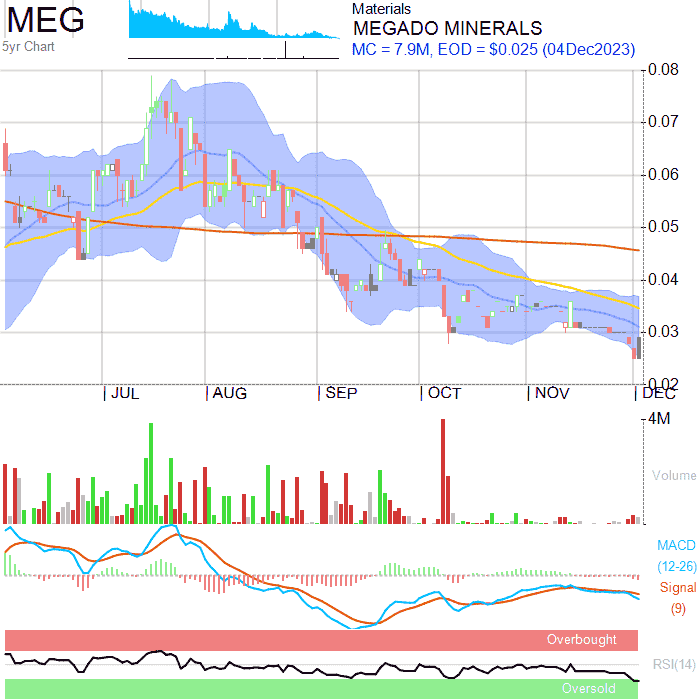 MEG
5yr Chart
Materials
MEGADO MINERALS
MC = 7.9M, EOD = $0.025 (04Dec2023)
0.08
0.07
0.06
0.05
0.04
0.03
0.02
JUL AUG SEP OCT NOV DEC
4M
Volume
MACD
(12-26)
Signal
(9)
Overbought
RSI(14)
Oversold